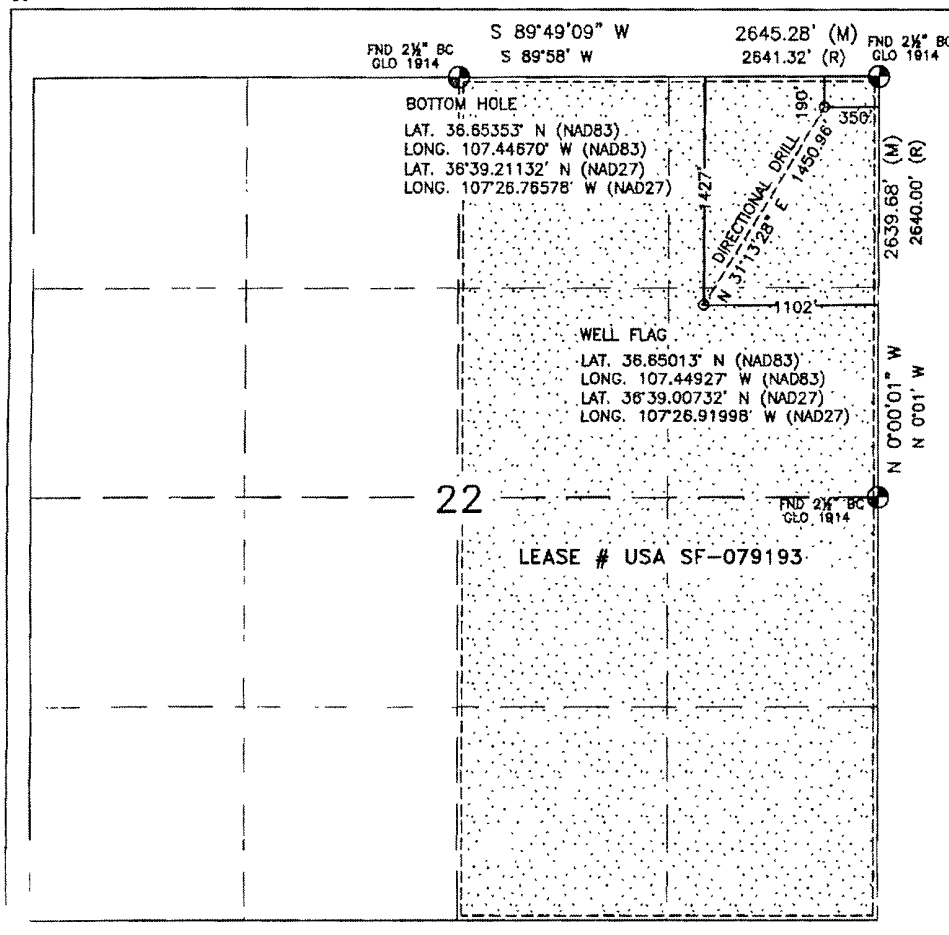 S 89°49'09" W 2645.28' (M)
FND 2½" BC S 89°58' W 2641.32' (R) FND 2½" BC
GLO 1914 GLO 1914
BOTTOM HOLE
LAT. 36.65353° N (NAD83)
LONG. 107.44670° W (NAD83)
LAT. 36°39.21132' N (NAD27)
LONG. 107°26.76578' W (NAD27)
190'
350'
1427'
DIRECTIONAL DRILL
N 31°13'28" E 1450.96'
1102'
2639.68' (M)
2640.00' (R)
N 0°00'01" W
N 0°01' W
WELL FLAG
LAT. 36.65013° N (NAD83)
LONG. 107.44927° W (NAD83)
LAT. 36°39.00732' N (NAD27)
LONG. 107°26.91998' W (NAD27)
22
FND 2½" BC
GLO 1914
LEASE # USA SF-079193